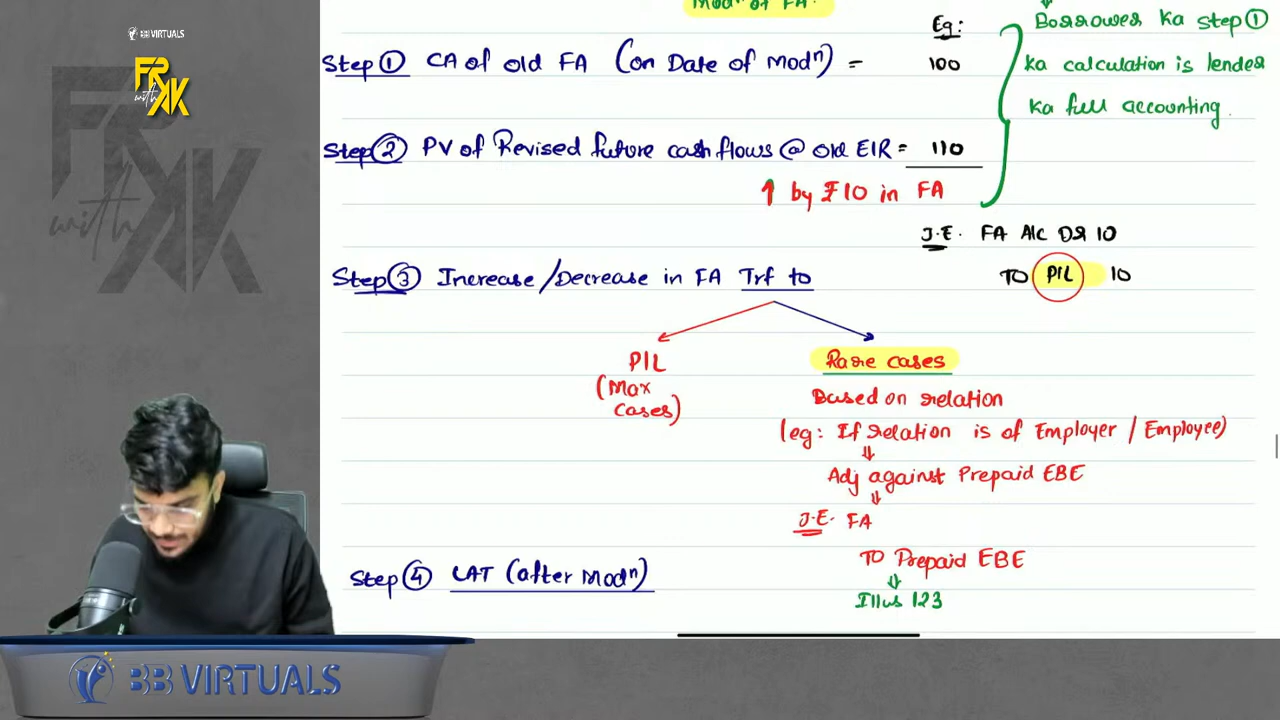 BB VIRTUALS
FR
with
AK
Modⁿ of FA.
Eg:
Borrower ka step ①
ka calculation is lender
ka full accounting.
Step ① CA of old FA (on Date of Modⁿ) = 100
Step ② PV of Revised future cash flows @ old EIR = 110
↑ by ₹10 in FA
J.E. FA A/c Dr 10
TO P/L 10
Step ③ Increase/Decrease in FA Trf to
P/L
(Max
cases)
Rare cases
Based on relation
(eg: If relation is of Employer / Employee)
⇓
Adj against Prepaid EBE
⇓
J.E. FA
TO Prepaid EBE
⇓
Illus 123
Step ④ LAT (after Modⁿ)
BB VIRTUALS